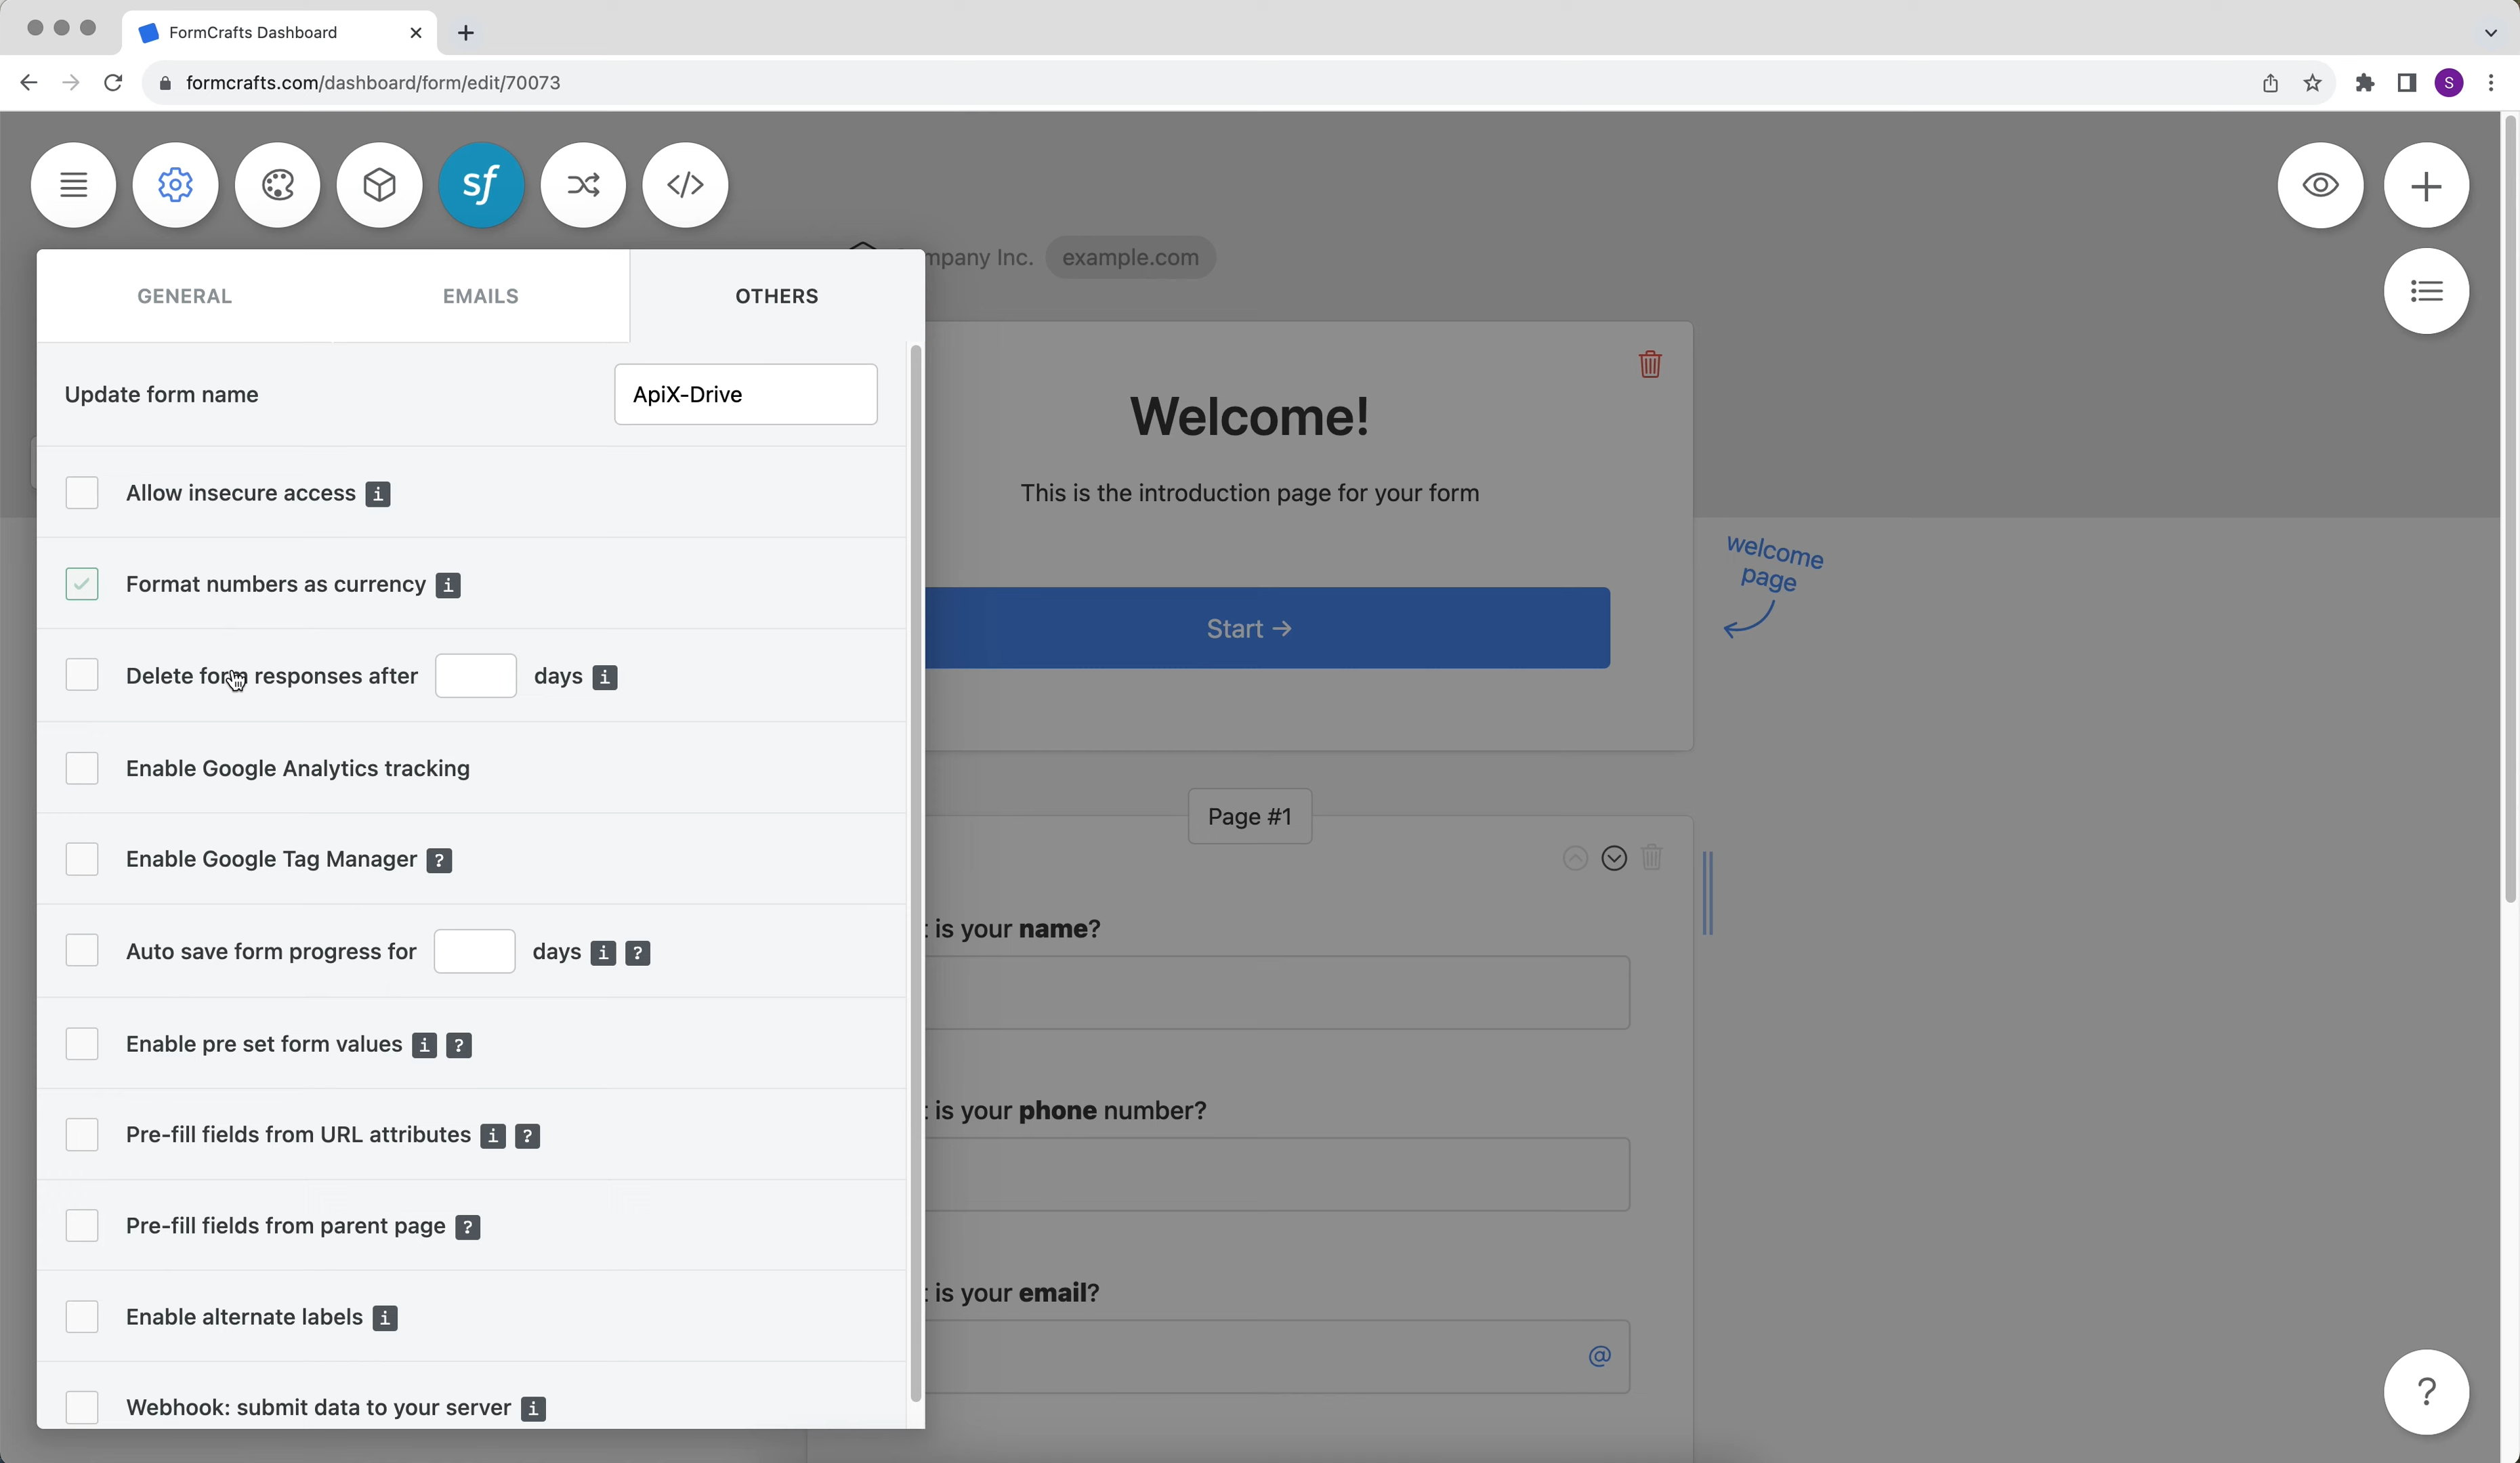 FormCrafts Dashboard
formcrafts.com/dashboard/form/edit/70073
S
sf
mpany Inc.
example.com
GENERAL
EMAILS
OTHERS
Update form name
ApiX-Drive
Allow insecure access i
Format numbers as currency i
Delete form responses after days i
Enable Google Analytics tracking
Enable Google Tag Manager ?
Auto save form progress for days i ?
Enable pre set form values i ?
Pre-fill fields from URL attributes i ?
Pre-fill fields from parent page ?
Enable alternate labels i
Webhook: submit data to your server i
Welcome!
This is the introduction page for your form
Start →
welcome
page
Page #1
is your name?
is your phone number?
is your email?
@
?